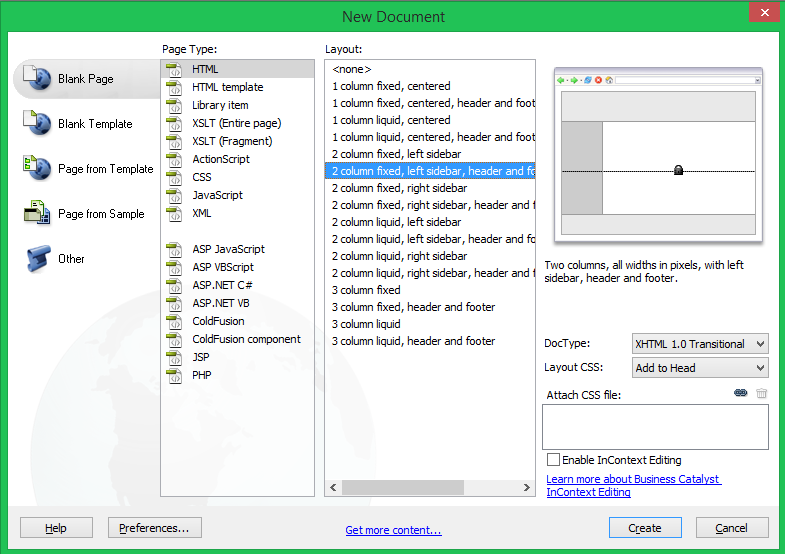 New Document
Blank Page
Blank Template
Page from Template
Page from Sample
Other
Page Type:
HTML
HTML template
Library item
XSLT (Entire page)
XSLT (Fragment)
ActionScript
CSS
JavaScript
XML
ASP JavaScript
ASP VBScript
ASP.NET C#
ASP.NET VB
ColdFusion
ColdFusion component
JSP
PHP
Layout:
<none>
1 column fixed, centered
1 column fixed, centered, header and foot
1 column liquid, centered
1 column liquid, centered, header and foot
2 column fixed, left sidebar
2 column fixed, left sidebar, header and fo
2 column fixed, right sidebar
2 column fixed, right sidebar, header and f
2 column liquid, left sidebar
2 column liquid, left sidebar, header and fo
2 column liquid, right sidebar
2 column liquid, right sidebar, header and f
3 column fixed
3 column fixed, header and footer
3 column liquid
3 column liquid, header and footer
Two columns, all widths in pixels, with left
sidebar, header and footer.
DocType:
XHTML 1.0 Transitional
Layout CSS:
Add to Head
Attach CSS file:
Enable InContext Editing
Learn more about Business Catalyst
InContext Editing
Help
Preferences...
Get more content...
Create
Cancel